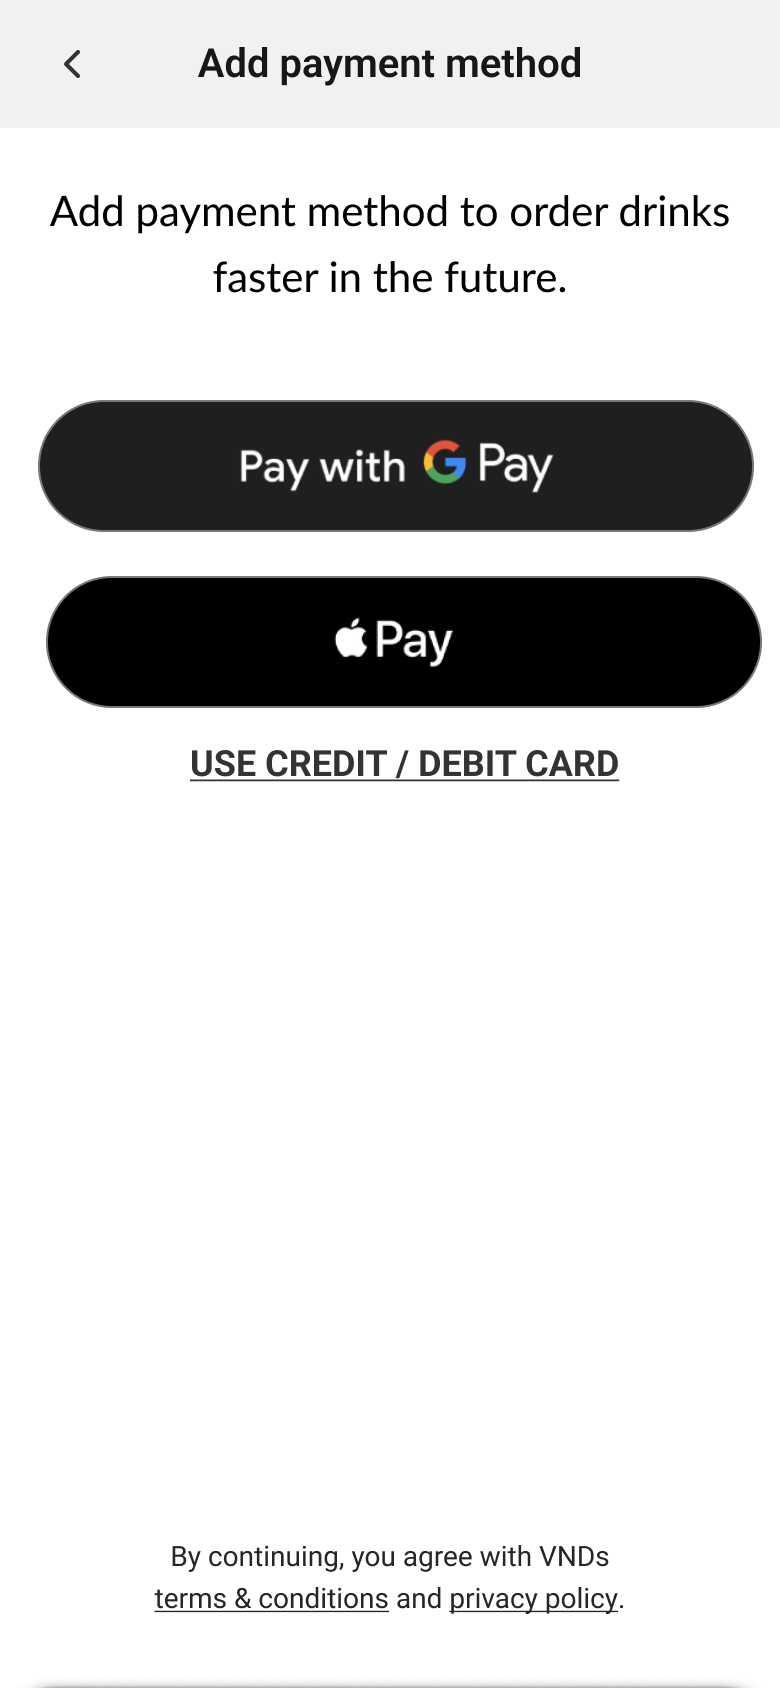 Add payment method
Add payment method to order drinks
faster in the future.
Pay with G Pay
Pay
USE CREDIT / DEBIT CARD
By continuing, you agree with VNDs
terms & conditions and privacy policy.